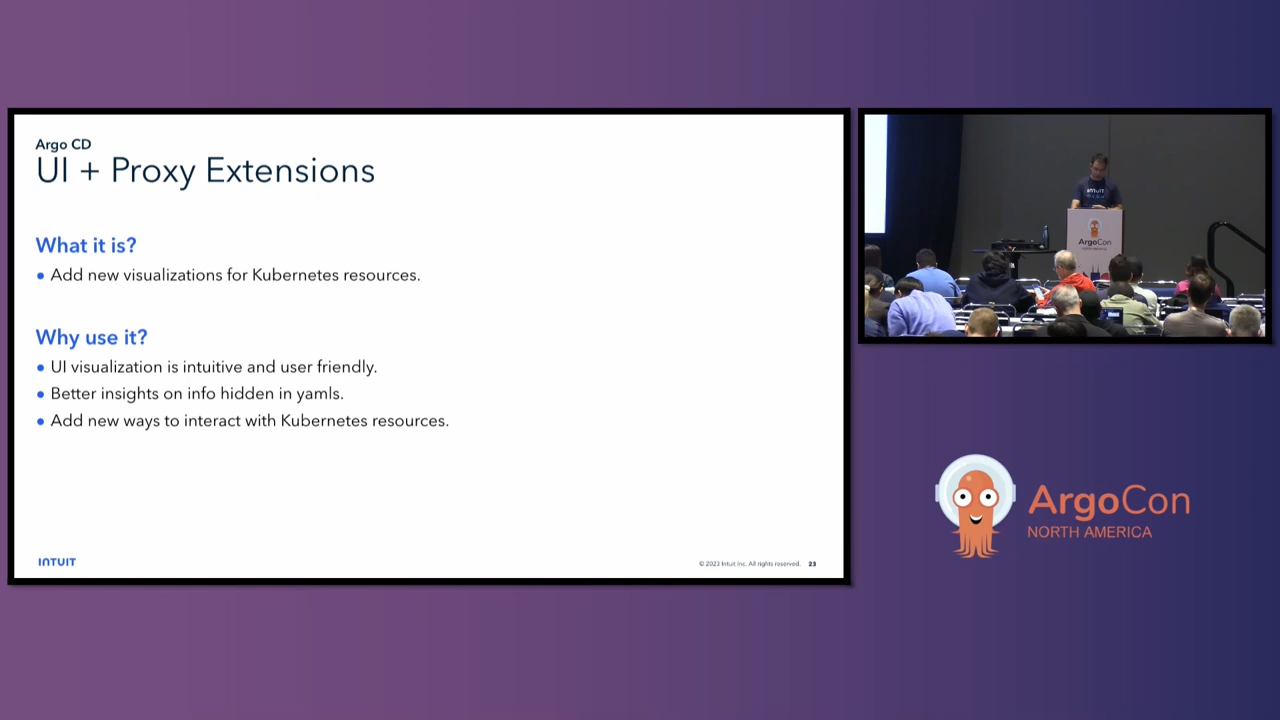 Argo CD
UI + Proxy Extensions
What it is?
• Add new visualizations for Kubernetes resources.
Why use it?
• UI visualization is intuitive and user friendly.
• Better insights on info hidden in yamls.
• Add new ways to interact with Kubernetes resources.
INTUIT
© 2023 Intuit Inc. All rights reserved. 23
INTUIT
ArgoCon
ArgoCon
NORTH AMERICA